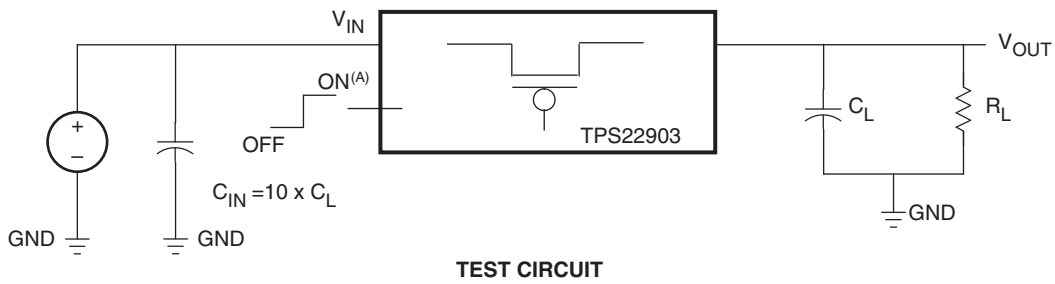 V_IN
V_OUT
ON(A)
OFF
+
–
TPS22903
C_L
R_L
C_IN =10 x C_L
GND
GND
GND
TEST CIRCUIT